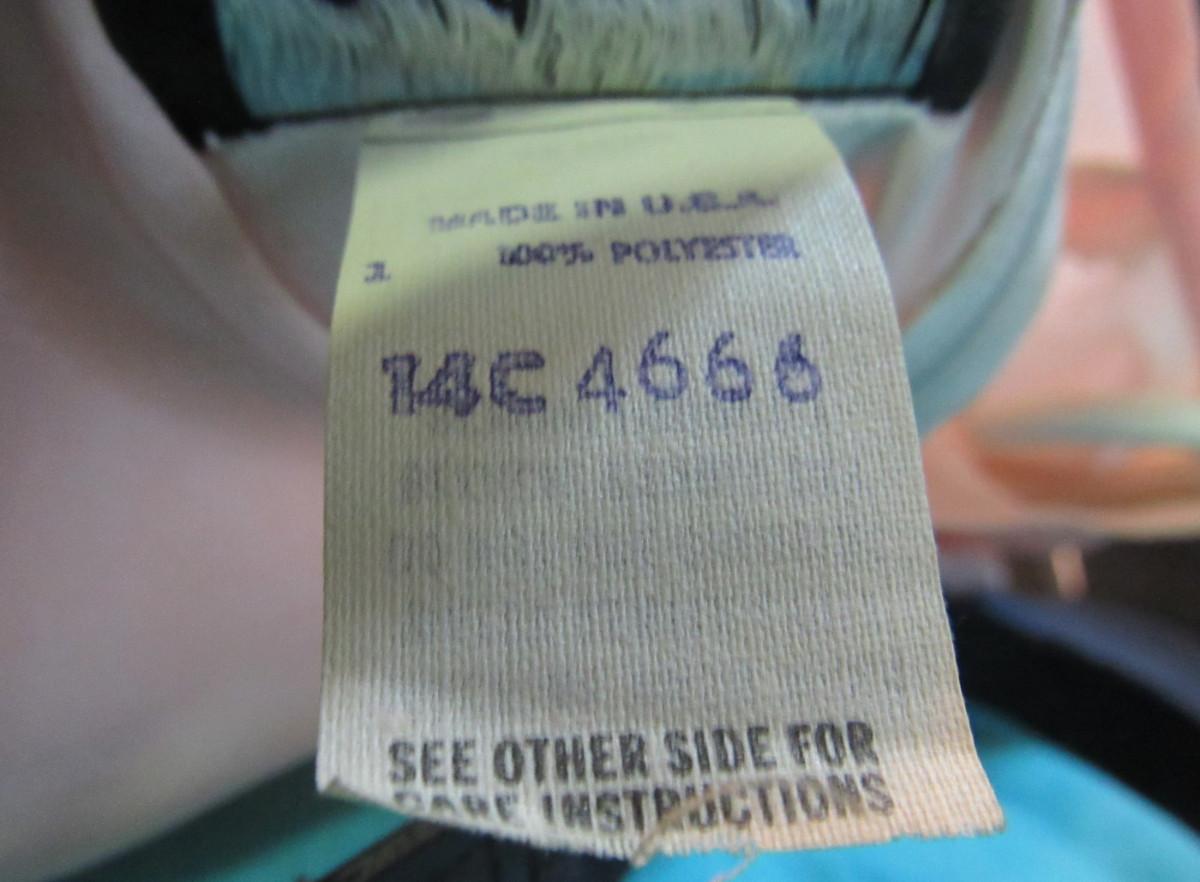 MADE IN U.S.A.
1 100% POLYESTER
14C 4666
SEE OTHER SIDE FOR
CARE INSTRUCTIONS